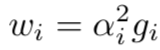 w_i = α_i^2 g_i